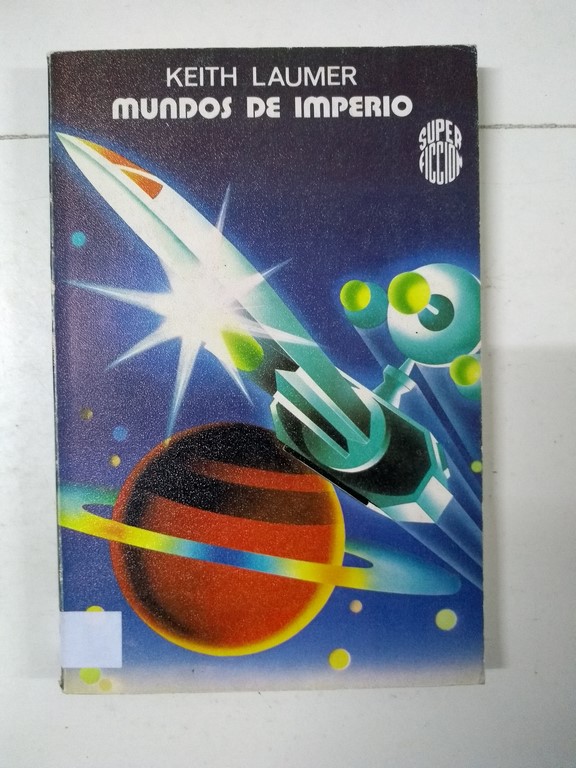 KEITH LAUMER
MUNDOS DE IMPERIO
SUPER
FICCION